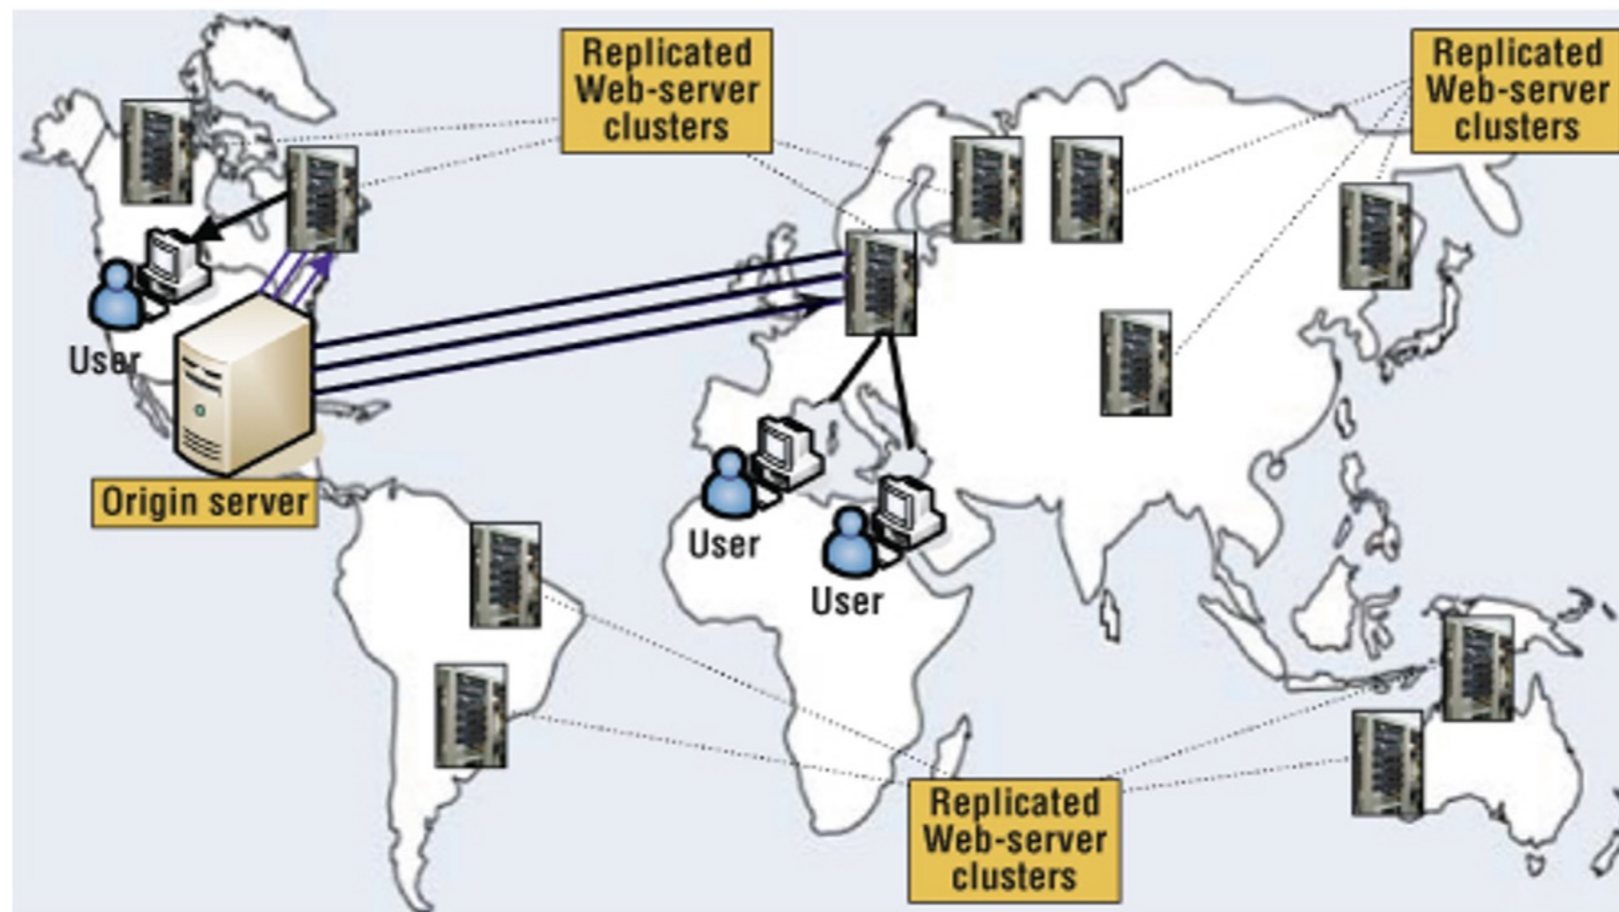 Replicated
Web-server
clusters
Replicated
Web-server
clusters
User
Origin server
User
User
Replicated
Web-server
clusters